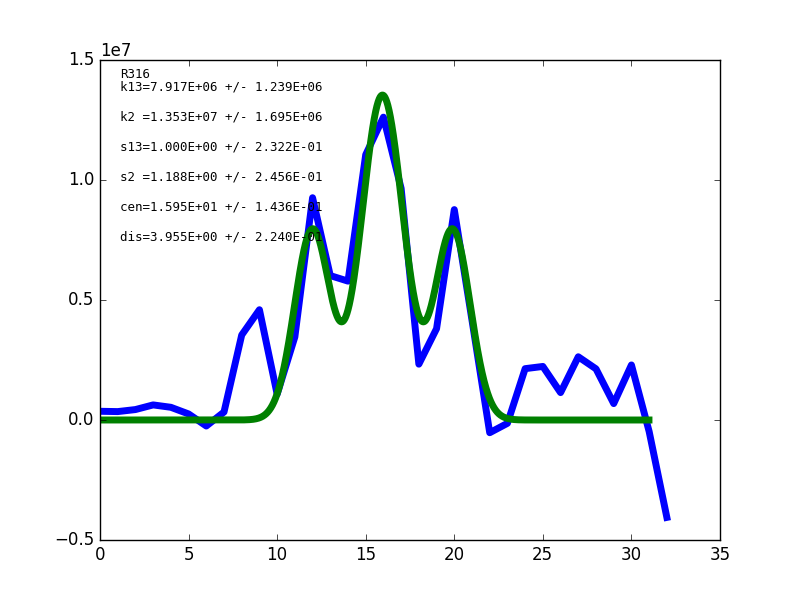 1e7
R316
k13=7.917E+06 +/- 1.239E+06
k2 =1.353E+07 +/- 1.695E+06
s13=1.000E+00 +/- 2.322E-01
s2 =1.188E+00 +/- 2.456E-01
cen=1.595E+01 +/- 1.436E-01
dis=3.955E+00 +/- 2.240E-01
1.5
1.0
0.5
0.0
−0.5
0 5 10 15 20 25 30 35